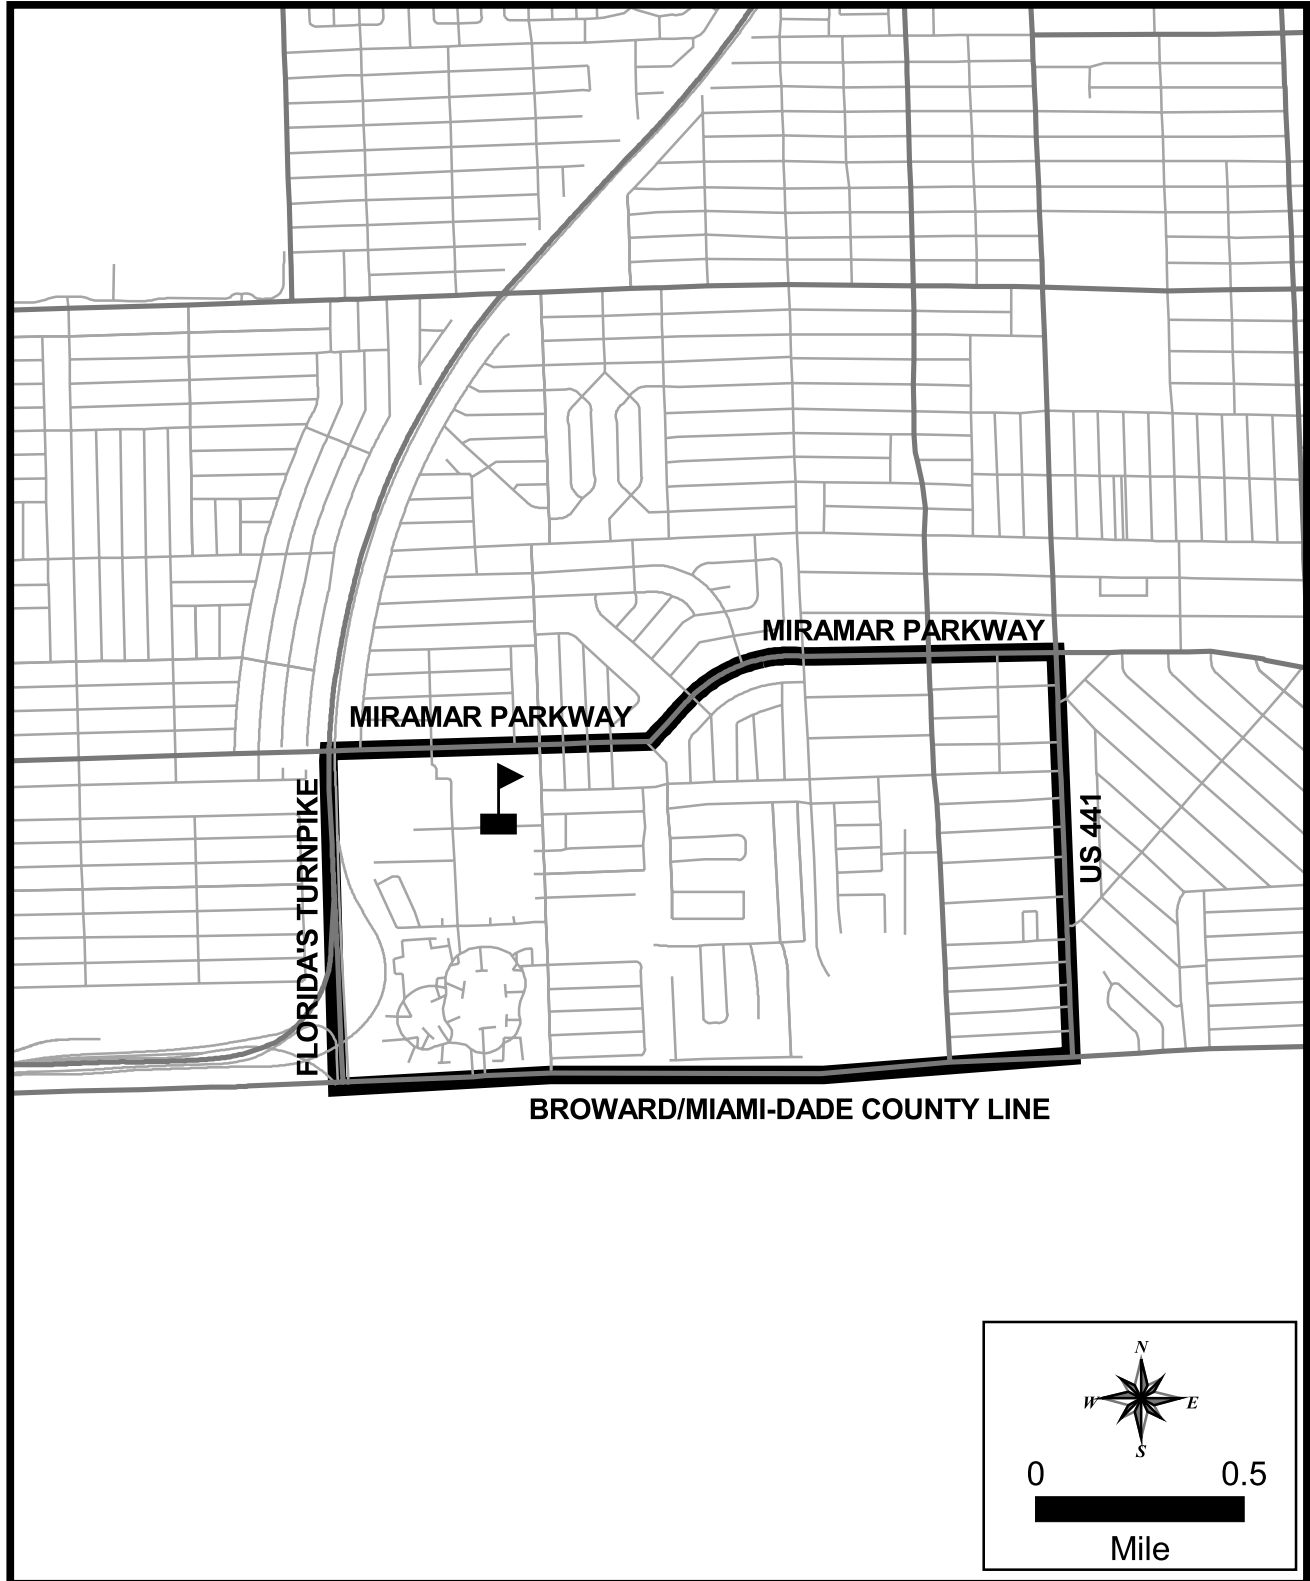 MIRAMAR PARKWAY
MIRAMAR PARKWAY
FLORIDA'S TURNPIKE
US 441
BROWARD/MIAMI-DADE COUNTY LINE
N
W E
S
0 0.5
Mile